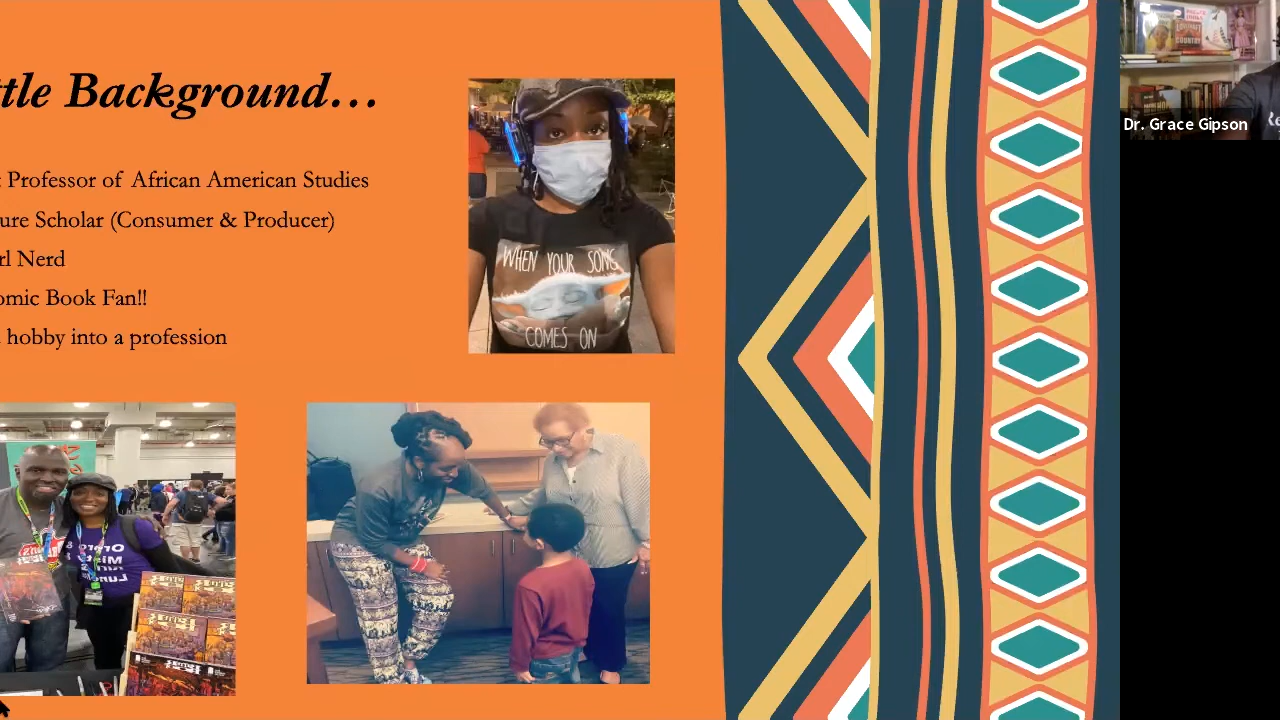 ttle Background...
Professor of African American Studies
ure Scholar (Consumer & Producer)
rl Nerd
omic Book Fan!!
hobby into a profession
WHEN YOUR SONG
COMES ON
Dr. Grace Gipson
COUNTRY